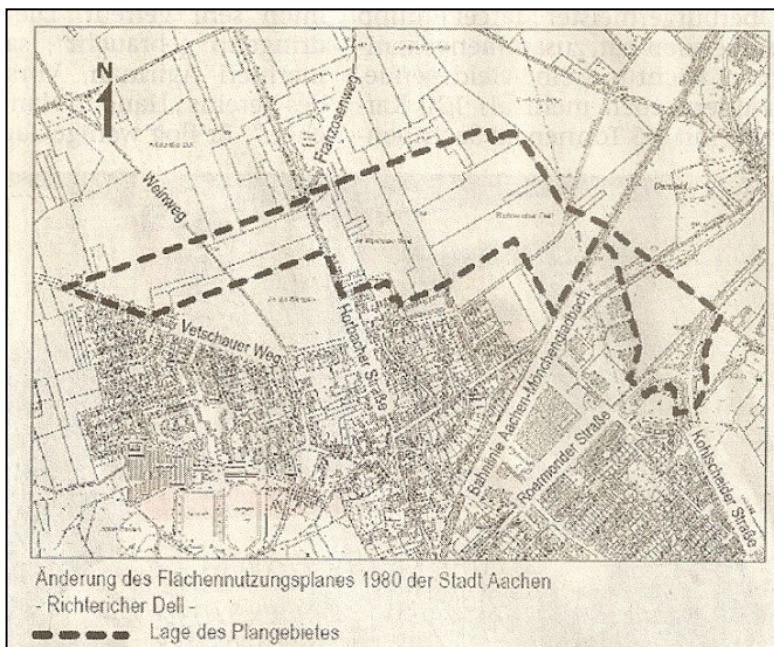 N
Franzosenweg
Weinweg
Vetschauer Weg
Horbacher Straße
Bahnlinie Aachen-Mönchengladbach
Roermonder Straße
Kohlscheider Straße
Änderung des Flächennutzungsplanes 1980 der Stadt Aachen
- Richtericher Dell -
Lage des Plangebietes